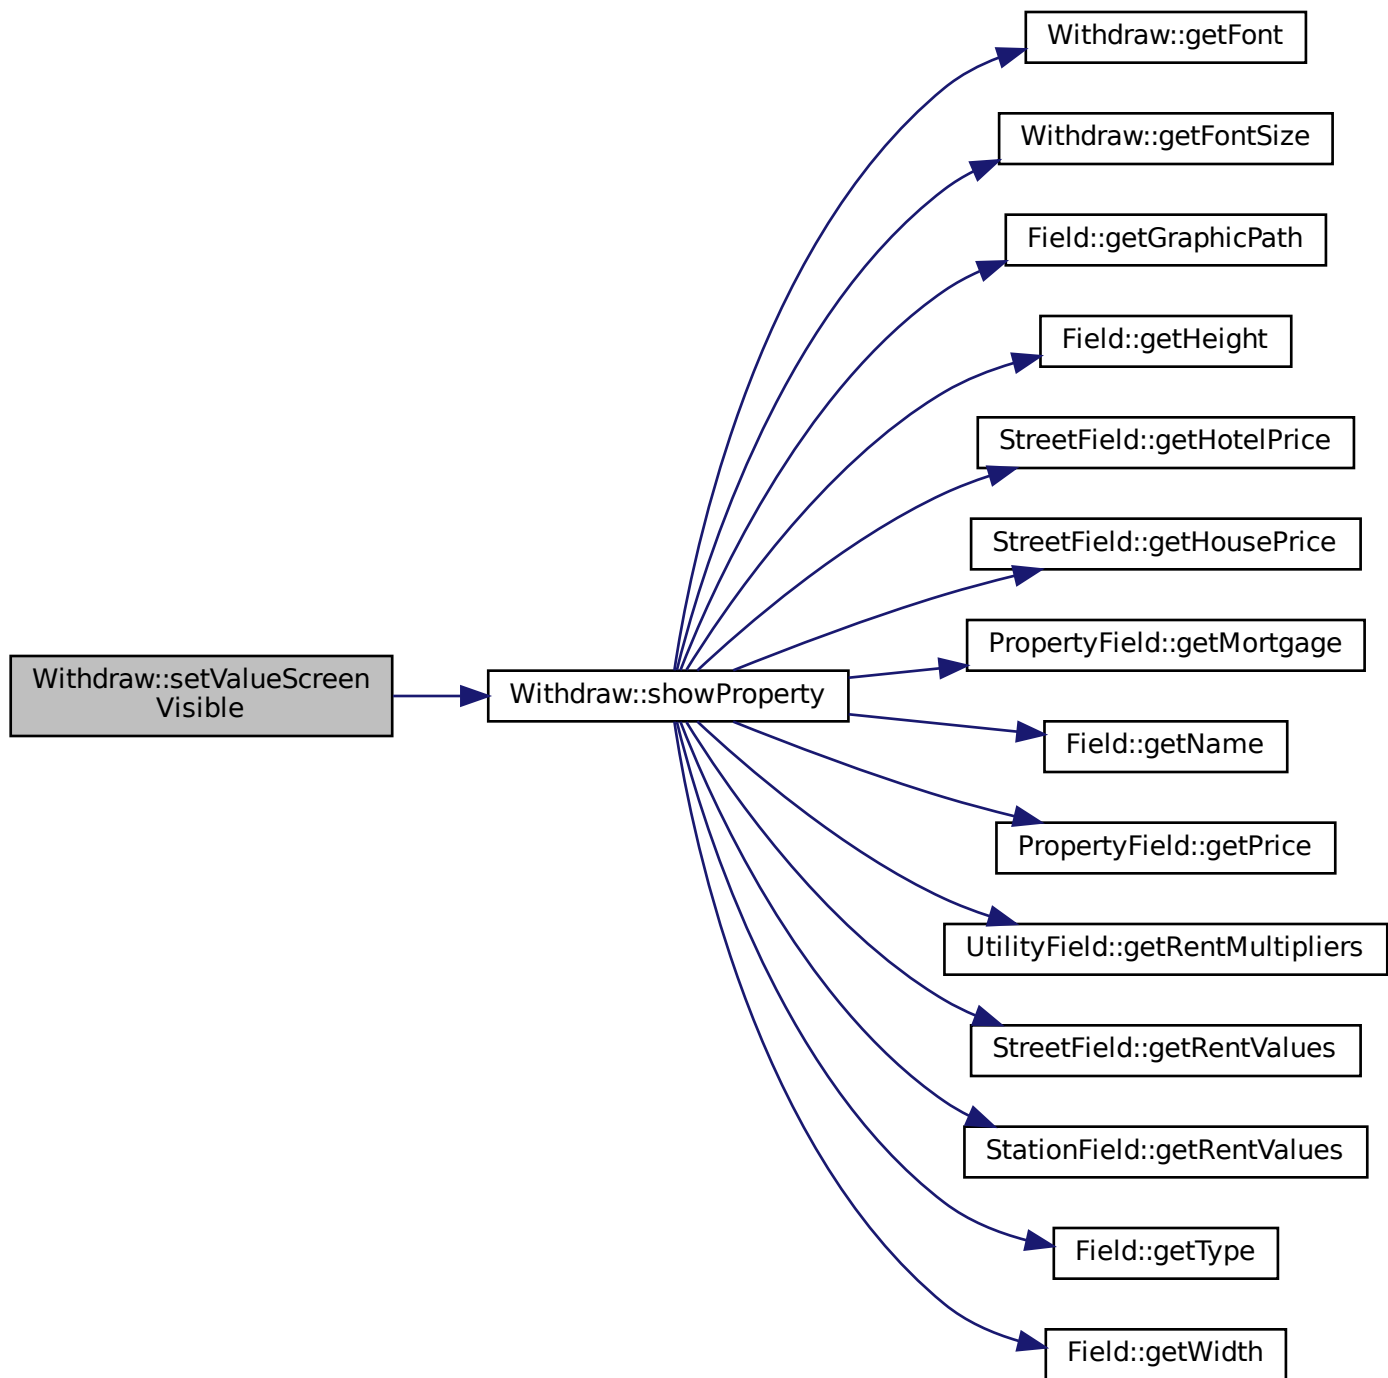 Withdraw::setValueScreen
Visible
Withdraw::showProperty
Withdraw::getFont
Withdraw::getFontSize
Field::getGraphicPath
Field::getHeight
StreetField::getHotelPrice
StreetField::getHousePrice
PropertyField::getMortgage
Field::getName
PropertyField::getPrice
UtilityField::getRentMultipliers
StreetField::getRentValues
StationField::getRentValues
Field::getType
Field::getWidth